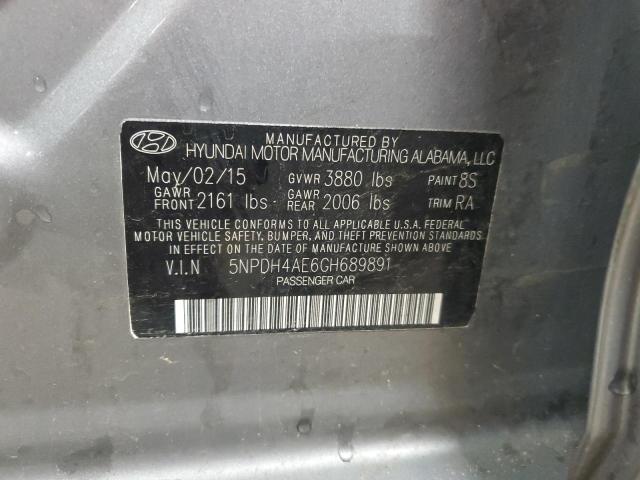 MANUFACTURED BY
HYUNDAI MOTOR MANUFACTURING ALABAMA, LLC
May/02/15 GVWR 3880 lbs PAINT 8S
GAWR FRONT 2161 lbs GAWR REAR 2006 lbs TRIM RA
THIS VEHICLE CONFORMS TO ALL APPLICABLE U.S.A. FEDERAL
MOTOR VEHICLE SAFETY, BUMPER, AND THEFT PREVENTION
STANDARDS IN EFFECT ON THE DATE OF MANUFACTURE SHOWN ABOVE.
V.I.N 5NPDH4AE6GH689891
PASSENGER CAR